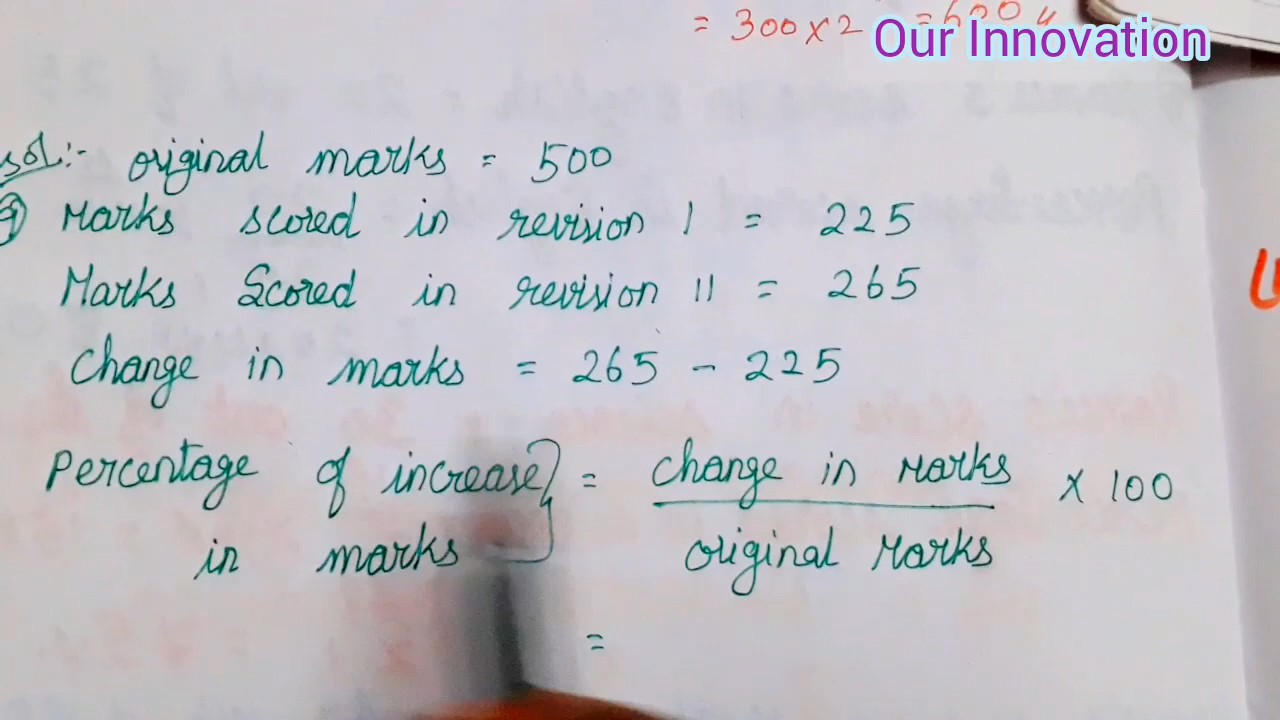 = 300 x 2 = 600
Our Innovation
Sol:- original marks = 500
Marks scored in revision I = 225
Marks Scored in revision II = 265
Change in marks = 265 - 225
Percentage of increase } = Change in Marks / original Marks x 100
in marks
=